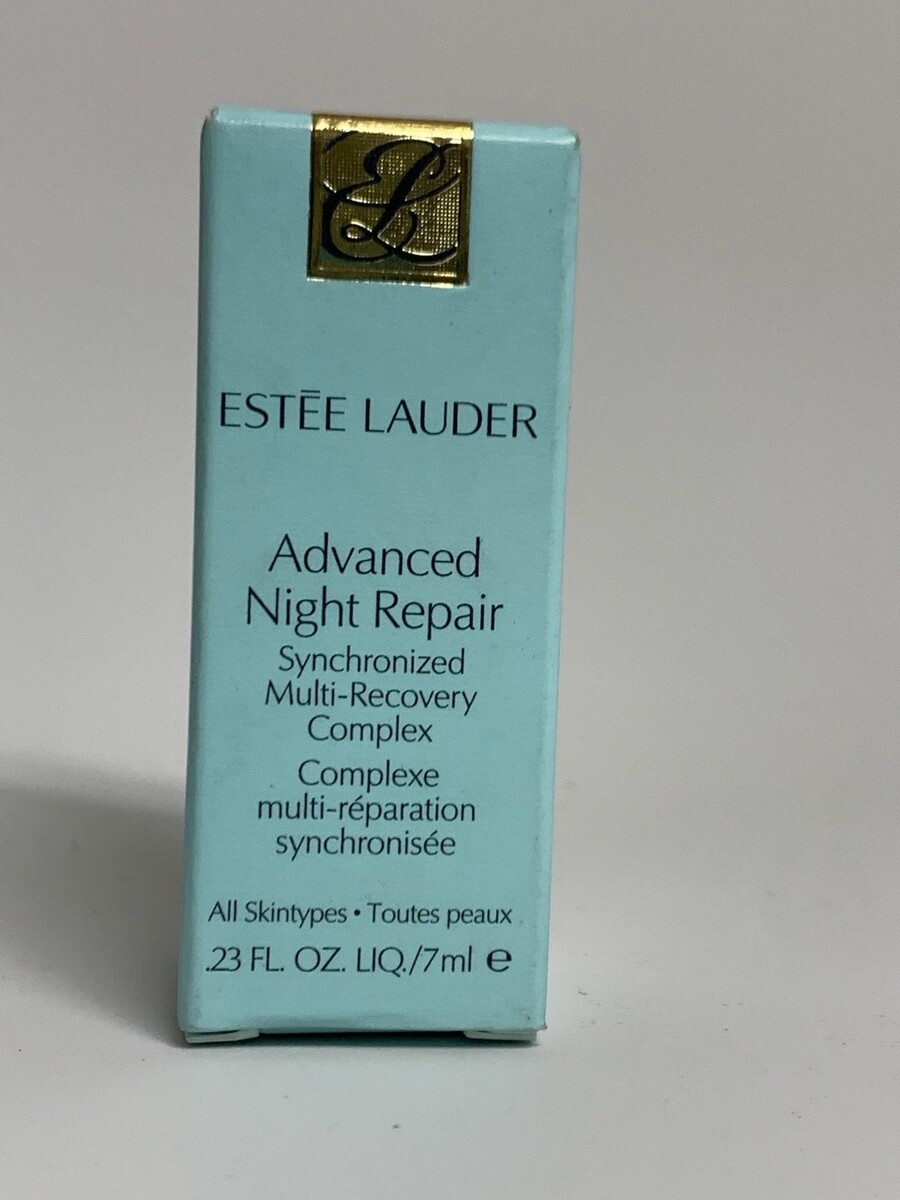 EL
ESTĒE LAUDER
Advanced
Night Repair
Synchronized
Multi-Recovery
Complex
Complexe
multi-réparation
synchronisée
All Skintypes • Toutes peaux
.23 FL. OZ. LIQ./7ml e